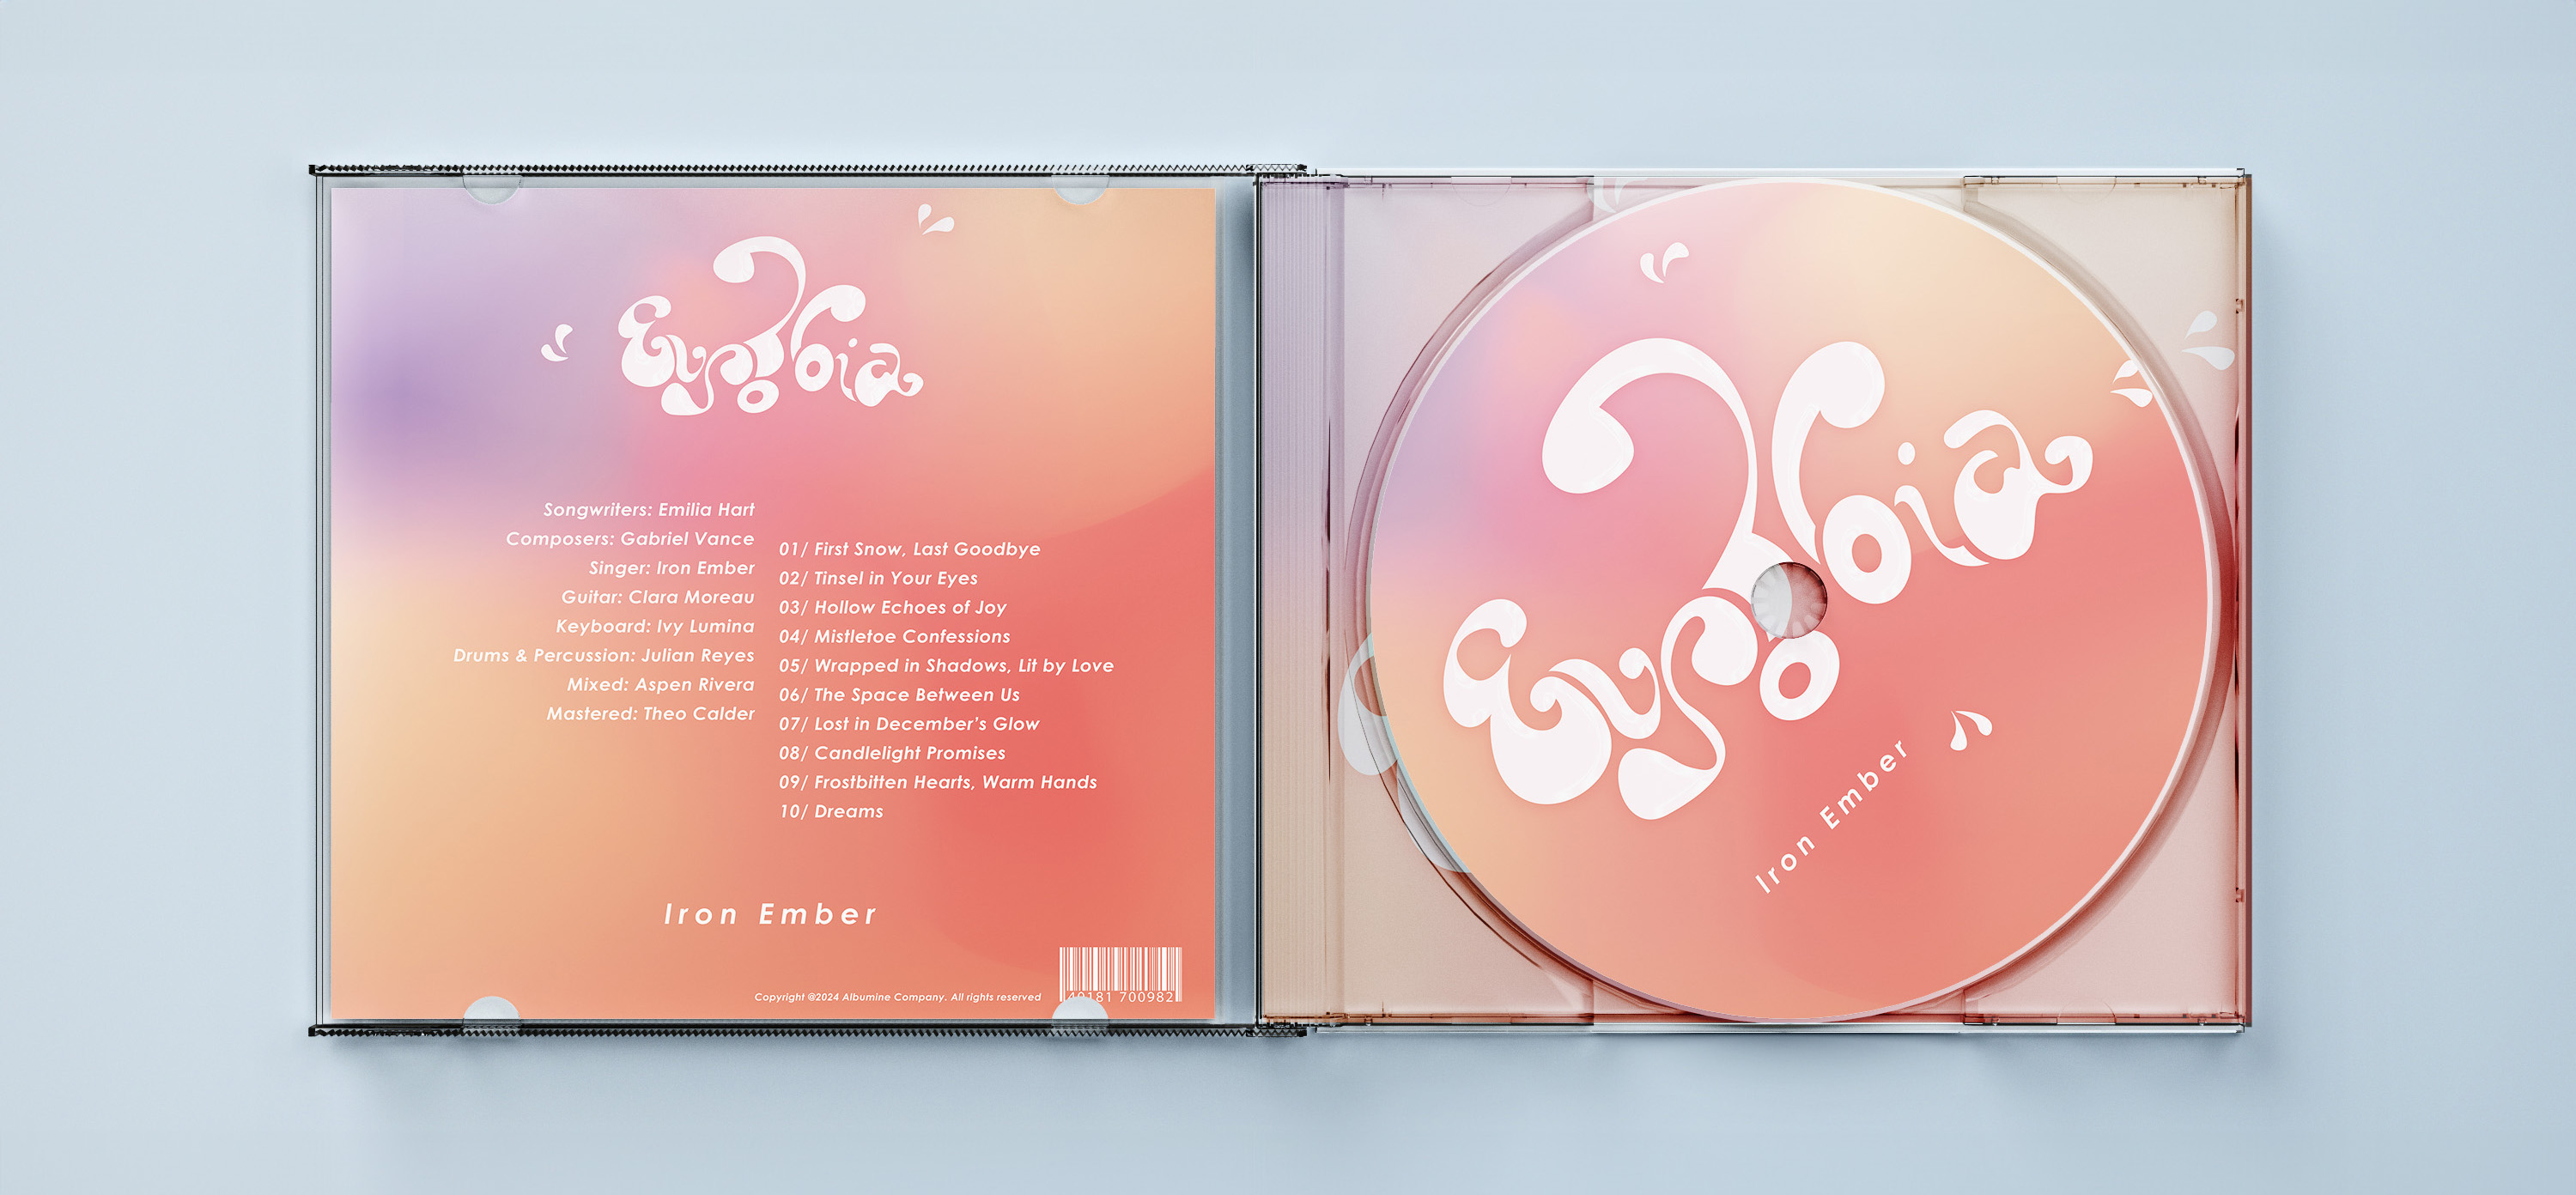 Songwriters: Emilia Hart
Composers: Gabriel Vance
Singer: Iron Ember
Guitar: Clara Moreau
Keyboard: Ivy Lumina
Drums & Percussion: Julian Reyes
Mixed: Aspen Rivera
Mastered: Theo Calder
01/ First Snow, Last Goodbye
02/ Tinsel in Your Eyes
03/ Hollow Echoes of Joy
04/ Mistletoe Confessions
05/ Wrapped in Shadows, Lit by Love
06/ The Space Between Us
07/ Lost in December’s Glow
08/ Candlelight Promises
09/ Frostbitten Hearts, Warm Hands
10/ Dreams
Iron Ember
Copyright @2024 Albumine Company. All rights reserved
40181 700982
Iron Ember